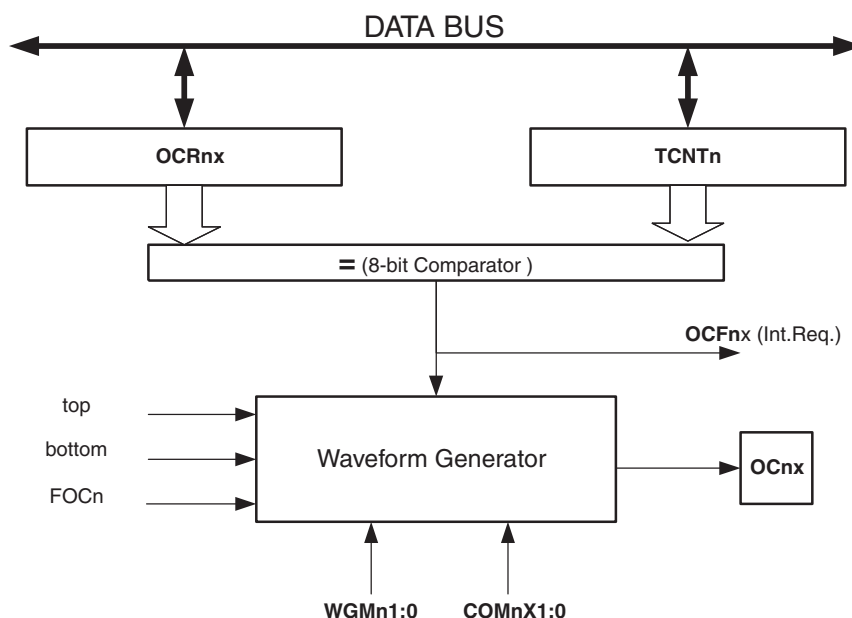 DATA BUS
OCRnx
TCNTn
= (8-bit Comparator )
OCFnx (Int.Req.)
top
bottom
FOCn
Waveform Generator
OCnx
WGMn1:0
COMnX1:0